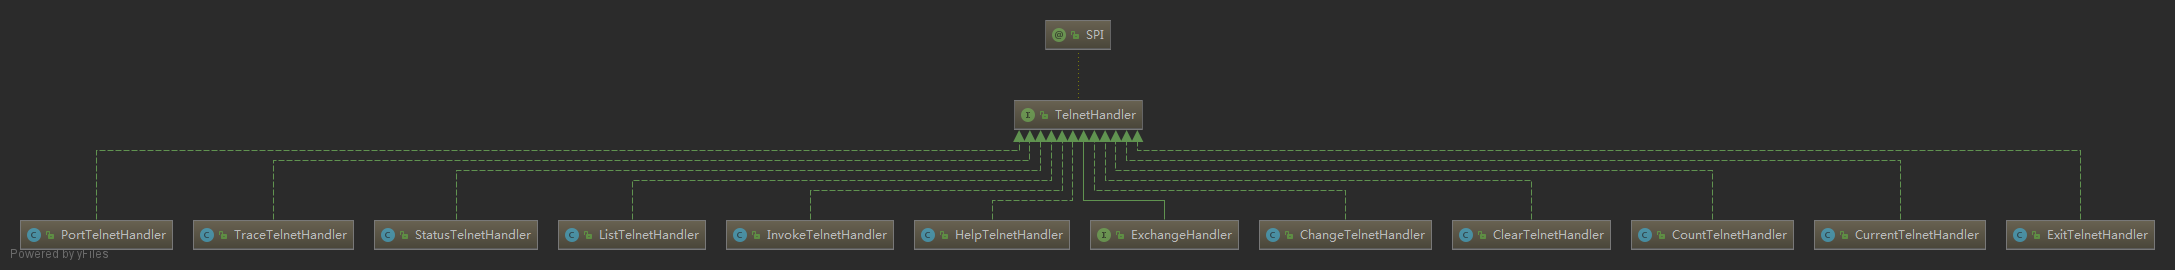 SPI
TelnetHandler
PortTelnetHandler
TraceTelnetHandler
StatusTelnetHandler
ListTelnetHandler
InvokeTelnetHandler
HelpTelnetHandler
ExchangeHandler
ChangeTelnetHandler
ClearTelnetHandler
CountTelnetHandler
CurrentTelnetHandler
ExitTelnetHandler
Powered by yFiles